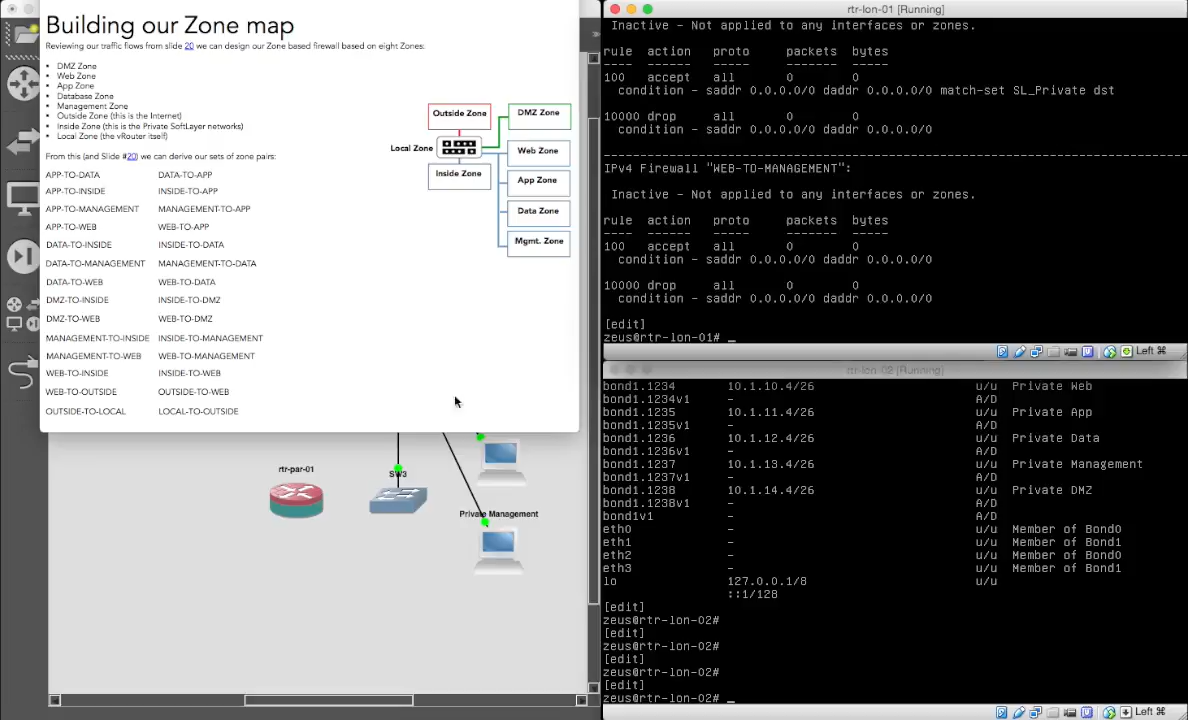 Building our Zone map
Reviewing our traffic flows from slide 20 we can design our Zone based firewall based on eight Zones:
• DMZ Zone
• Web Zone
• App Zone
• Database Zone
• Management Zone
• Outside Zone (this is the Internet)
• Inside Zone (this is the Private SoftLayer networks)
• Local Zone (the vRouter itself)
From this (and Slide #20) we can derive our sets of zone pairs:
APP-TO-DATA DATA-TO-APP
APP-TO-INSIDE INSIDE-TO-APP
APP-TO-MANAGEMENT MANAGEMENT-TO-APP
APP-TO-WEB WEB-TO-APP
DATA-TO-INSIDE INSIDE-TO-DATA
DATA-TO-MANAGEMENT MANAGEMENT-TO-DATA
DATA-TO-WEB WEB-TO-DATA
DMZ-TO-INSIDE INSIDE-TO-DMZ
DMZ-TO-WEB WEB-TO-DMZ
MANAGEMENT-TO-INSIDE INSIDE-TO-MANAGEMENT
MANAGEMENT-TO-WEB WEB-TO-MANAGEMENT
WEB-TO-INSIDE INSIDE-TO-WEB
WEB-TO-OUTSIDE OUTSIDE-TO-WEB
OUTSIDE-TO-LOCAL LOCAL-TO-OUTSIDE
Outside Zone
DMZ Zone
Local Zone
Web Zone
Inside Zone
App Zone
Data Zone
Mgmt. Zone
rtr-par-01
SW3
Private Management
rtr-lon-01 [Running]
Inactive - Not applied to any interfaces or zones.
rule action proto packets bytes
---- ------ ----- ------- -----
100 accept all 0 0
condition - saddr 0.0.0.0/0 daddr 0.0.0.0/0 match-set SL_Private dst
10000 drop all 0 0
condition - saddr 0.0.0.0/0 daddr 0.0.0.0/0
--------------------------------------------------------------------------------
IPv4 Firewall "WEB-TO-MANAGEMENT":
Inactive - Not applied to any interfaces or zones.
rule action proto packets bytes
---- ------ ----- ------- -----
100 accept all 0 0
condition - saddr 0.0.0.0/0 daddr 0.0.0.0/0
10000 drop all 0 0
condition - saddr 0.0.0.0/0 daddr 0.0.0.0/0
[edit]
zeus@rtr-lon-01# _
Left ⌘
rtr-lon-02 [Running]
bond1.1234 10.1.10.4/26 u/u Private Web
bond1.1234v1 - A/D
bond1.1235 10.1.11.4/26 u/u Private App
bond1.1235v1 - A/D
bond1.1236 10.1.12.4/26 u/u Private Data
bond1.1236v1 - A/D
bond1.1237 10.1.13.4/26 u/u Private Management
bond1.1237v1 - A/D
bond1.1238 10.1.14.4/26 u/u Private DMZ
bond1.1238v1 - A/D
bond1v1 - A/D
eth0 - u/u Member of Bond0
eth1 - u/u Member of Bond1
eth2 - u/u Member of Bond0
eth3 - u/u Member of Bond1
lo 127.0.0.1/8 u/u
::1/128
[edit]
zeus@rtr-lon-02#
[edit]
zeus@rtr-lon-02#
[edit]
zeus@rtr-lon-02#
[edit]
zeus@rtr-lon-02# _
Left ⌘